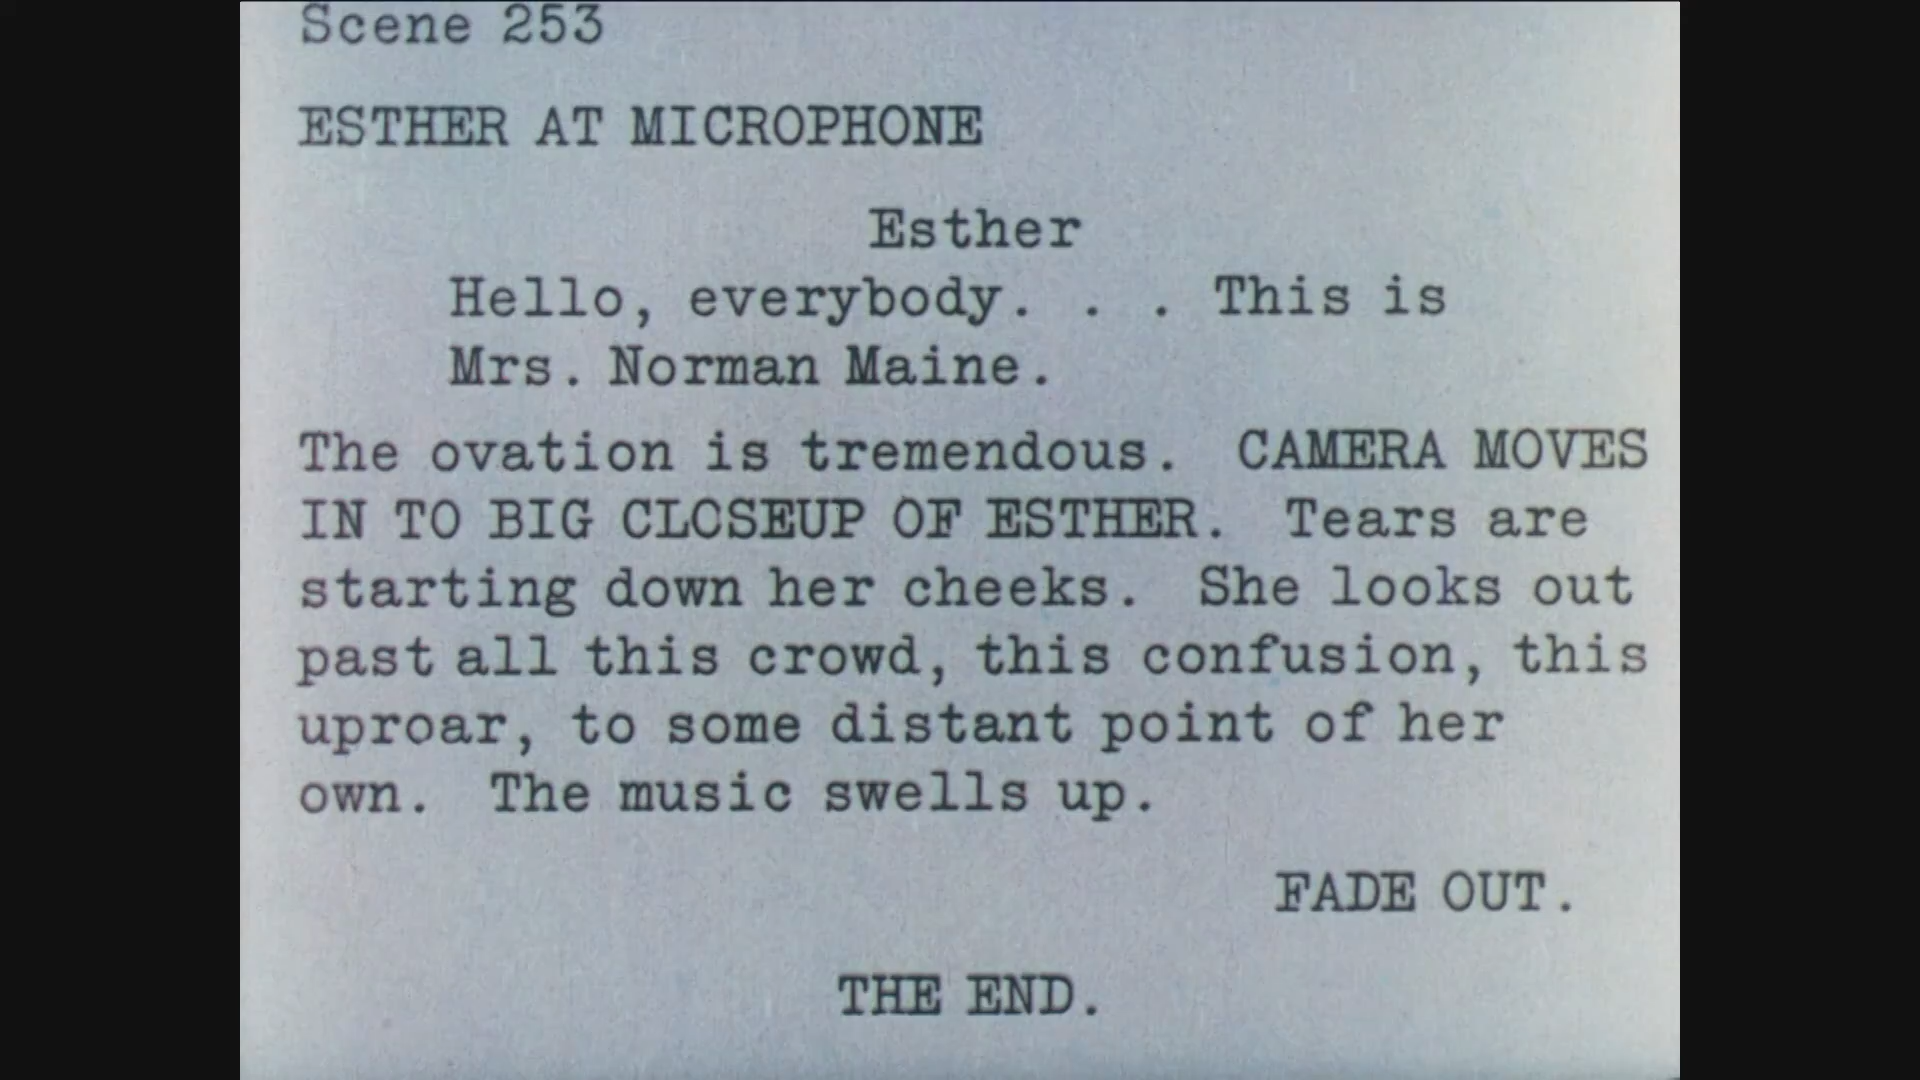 Scene 253
ESTHER AT MICROPHONE
Esther
Hello, everybody. . . This is
Mrs. Norman Maine.
The ovation is tremendous. CAMERA MOVES
IN TO BIG CLOSEUP OF ESTHER. Tears are
starting down her cheeks. She looks out
past all this crowd, this confusion, this
uproar, to some distant point of her
own. The music swells up.
FADE OUT.
THE END.